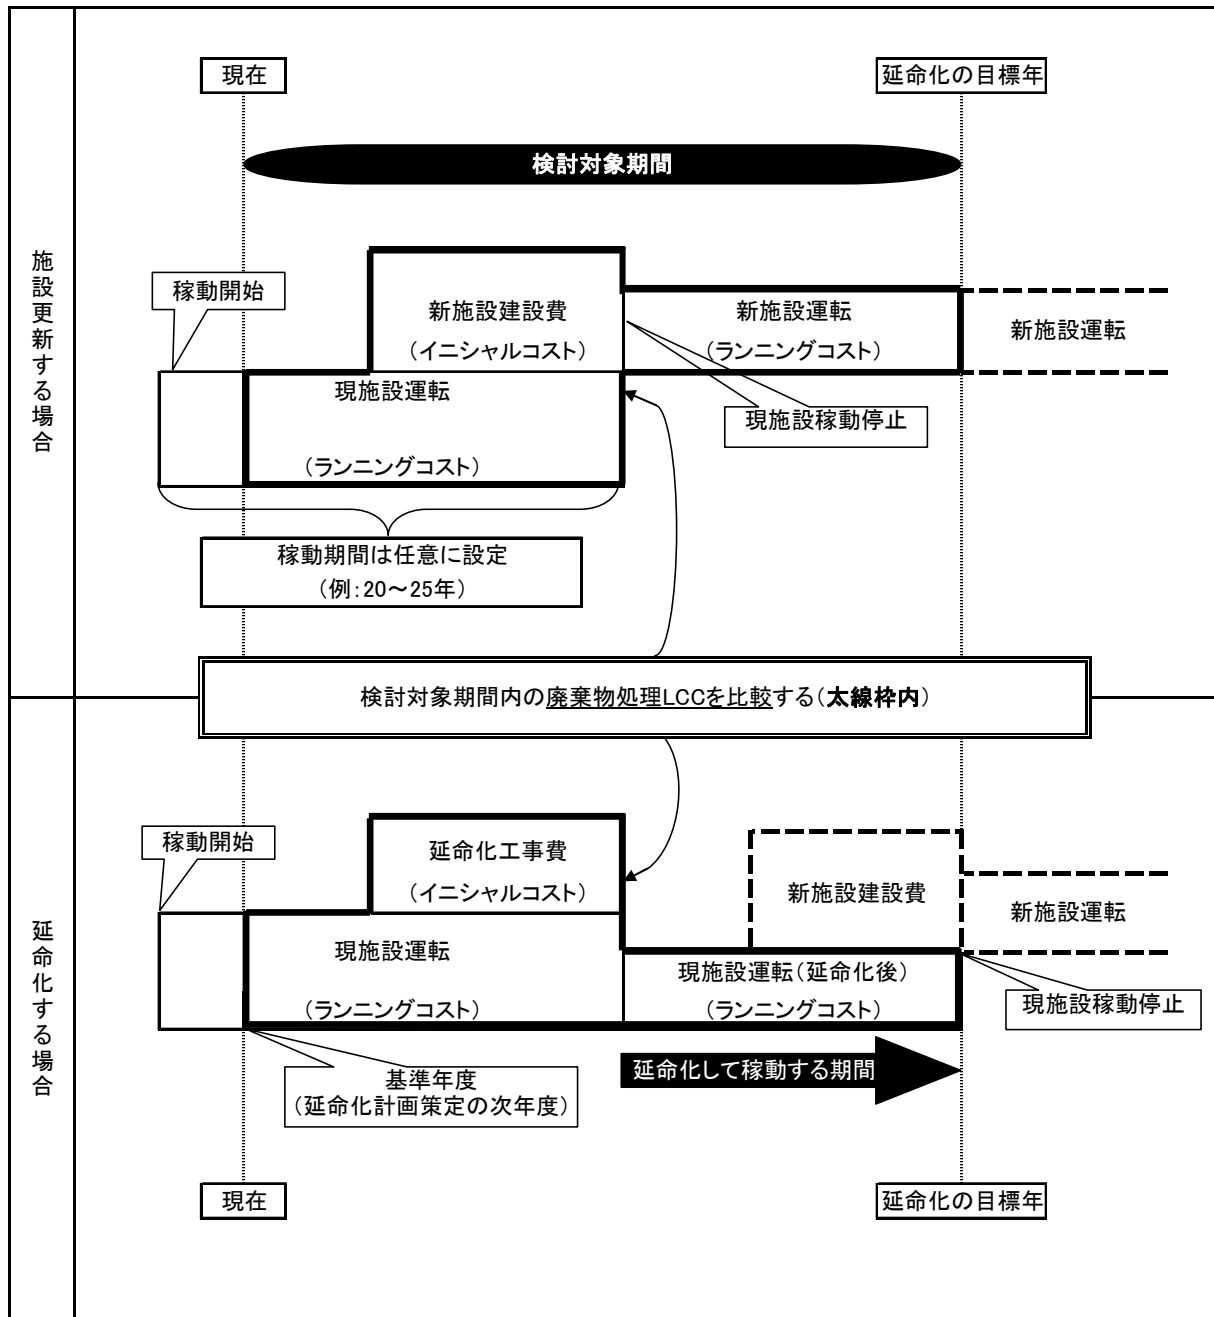 施設更新する場合
現在
延命化の目標年
検討対象期間
稼動開始
新施設建設費
(イニシャルコスト)
新施設運転
(ランニングコスト)
新施設運転
現施設運転
(ランニングコスト)
現施設稼動停止
稼動期間は任意に設定
(例:20～25年)
検討対象期間内の廃棄物処理LCCを比較する(太線枠内)
延命化する場合
稼動開始
延命化工事費
(イニシャルコスト)
新施設建設費
新施設運転
現施設運転
(ランニングコスト)
現施設運転(延命化後)
(ランニングコスト)
現施設稼動停止
延命化して稼動する期間
基準年度
(延命化計画策定の次年度)
現在
延命化の目標年